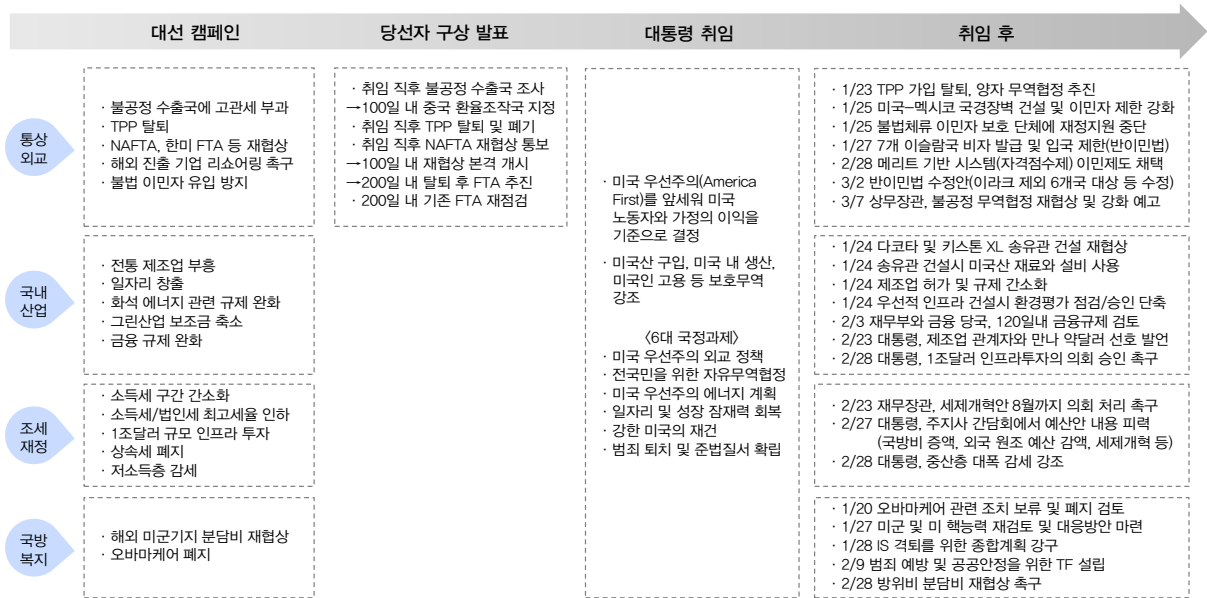 대선 캠페인
당선자 구상 발표
대통령 취임
취임 후
통상
외교
· 불공정 수출국에 고관세 부과
· TPP 탈퇴
· NAFTA, 한미 FTA 등 재협상
· 해외 진출 기업 리쇼어링 촉구
· 불법 이민자 유입 방지
· 취임 직후 불공정 수출국 조사
→100일 내 중국 환율조작국 지정
· 취임 직후 TPP 탈퇴 및 폐기
· 취임 직후 NAFTA 재협상 통보
→100일 내 재협상 본격 개시
→200일 내 탈퇴 후 FTA 추진
· 200일 내 기존 FTA 재점검
· 미국 우선주의(America
First)를 앞세워 미국
노동자와 가정의 이익을
기준으로 결정
· 미국산 구입, 미국 내 생산,
미국인 고용 등 보호무역
강조
〈6대 국정과제〉
· 미국 우선주의 외교 정책
· 전국민을 위한 자유무역협정
· 미국 우선주의 에너지 계획
· 일자리 및 성장 잠재력 회복
· 강한 미국의 재건
· 범죄 퇴치 및 준법질서 확립
· 1/23 TPP 가입 탈퇴, 양자 무역협정 추진
· 1/25 미국-멕시코 국경장벽 건설 및 이민자 제한 강화
· 1/25 불법체류 이민자 보호 단체에 재정지원 중단
· 1/27 7개 이슬람국 비자 발급 및 입국 제한(반이민법)
· 2/28 메리트 기반 시스템(자격점수제) 이민제도 채택
· 3/2 반이민법 수정안(이라크 제외 6개국 대상 등 수정)
· 3/7 상무장관, 불공정 무역협정 재협상 및 강화 예고
국내
산업
· 전통 제조업 부흥
· 일자리 창출
· 화석 에너지 관련 규제 완화
· 그린산업 보조금 축소
· 금융 규제 완화
· 1/24 다코타 및 키스톤 XL 송유관 건설 재협상
· 1/24 송유관 건설시 미국산 재료와 설비 사용
· 1/24 제조업 허가 및 규제 간소화
· 1/24 우선적 인프라 건설시 환경평가 점검/승인 단축
· 2/3 재무부와 금융 당국, 120일내 금융규제 검토
· 2/23 대통령, 제조업 관계자와 만나 약달러 선호 발언
· 2/28 대통령, 1조달러 인프라투자의 의회 승인 촉구
조세
재정
· 소득세 구간 간소화
· 소득세/법인세 최고세율 인하
· 1조달러 규모 인프라 투자
· 상속세 폐지
· 저소득층 감세
· 2/23 재무장관, 세제개혁안 8월까지 의회 처리 촉구
· 2/27 대통령, 주지사 간담회에서 예산안 내용 피력
(국방비 증액, 외국 원조 예산 감액, 세제개혁 등)
· 2/28 대통령, 중산층 대폭 감세 강조
국방
복지
· 해외 미군기지 분담비 재협상
· 오바마케어 폐지
· 1/20 오바마케어 관련 조치 보류 및 폐지 검토
· 1/27 미군 및 미 핵능력 재검토 및 대응방안 마련
· 1/28 IS 격퇴를 위한 종합계획 강구
· 2/9 범죄 예방 및 공공안정을 위한 TF 설립
· 2/28 방위비 분담비 재협상 촉구